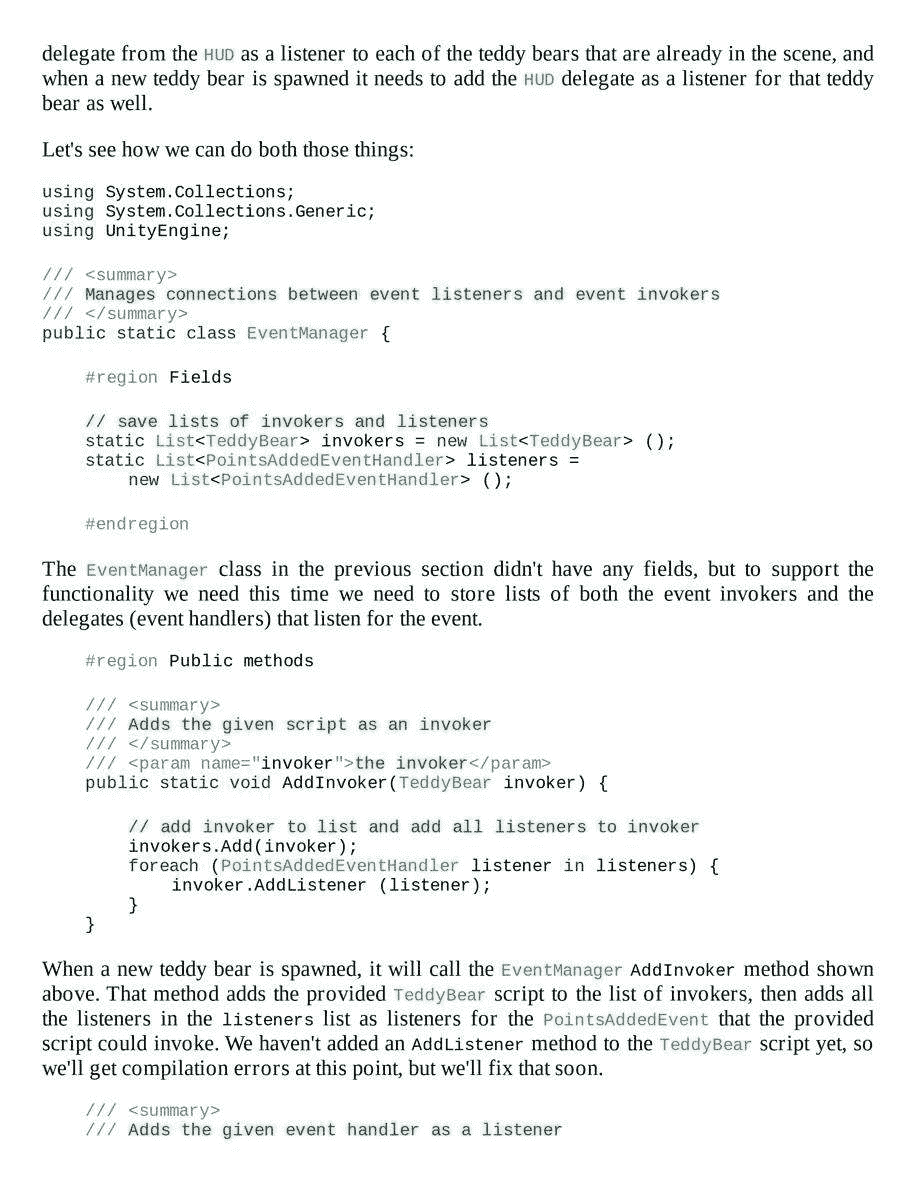 delegate from the HUD as a listener to each of the teddy bears that are already in the scene, and
when a new teddy bear is spawned it needs to add the HUD delegate as a listener for that teddy
bear as well.
Let's see how we can do both those things:
using System.Collections;
using System.Collections.Generic;
using UnityEngine;
/// <summary>
/// Manages connections between event listeners and event invokers
/// </summary>
public static class EventManager {
#region Fields
// save lists of invokers and listeners
static List<TeddyBear> invokers = new List<TeddyBear> ();
static List<PointsAddedEventHandler> listeners =
new List<PointsAddedEventHandler> ();
#endregion
The EventManager class in the previous section didn't have any fields, but to support the
functionality we need this time we need to store lists of both the event invokers and the
delegates (event handlers) that listen for the event.
#region Public methods
/// <summary>
/// Adds the given script as an invoker
/// </summary>
/// <param name="invoker">the invoker</param>
public static void AddInvoker(TeddyBear invoker) {
// add invoker to list and add all listeners to invoker
invokers.Add(invoker);
foreach (PointsAddedEventHandler listener in listeners) {
invoker.AddListener (listener);
}
}
When a new teddy bear is spawned, it will call the EventManager AddInvoker method shown
above. That method adds the provided TeddyBear script to the list of invokers, then adds all
the listeners in the listeners list as listeners for the PointsAddedEvent that the provided
script could invoke. We haven't added an AddListener method to the TeddyBear script yet, so
we'll get compilation errors at this point, but we'll fix that soon.
/// <summary>
/// Adds the given event handler as a listener